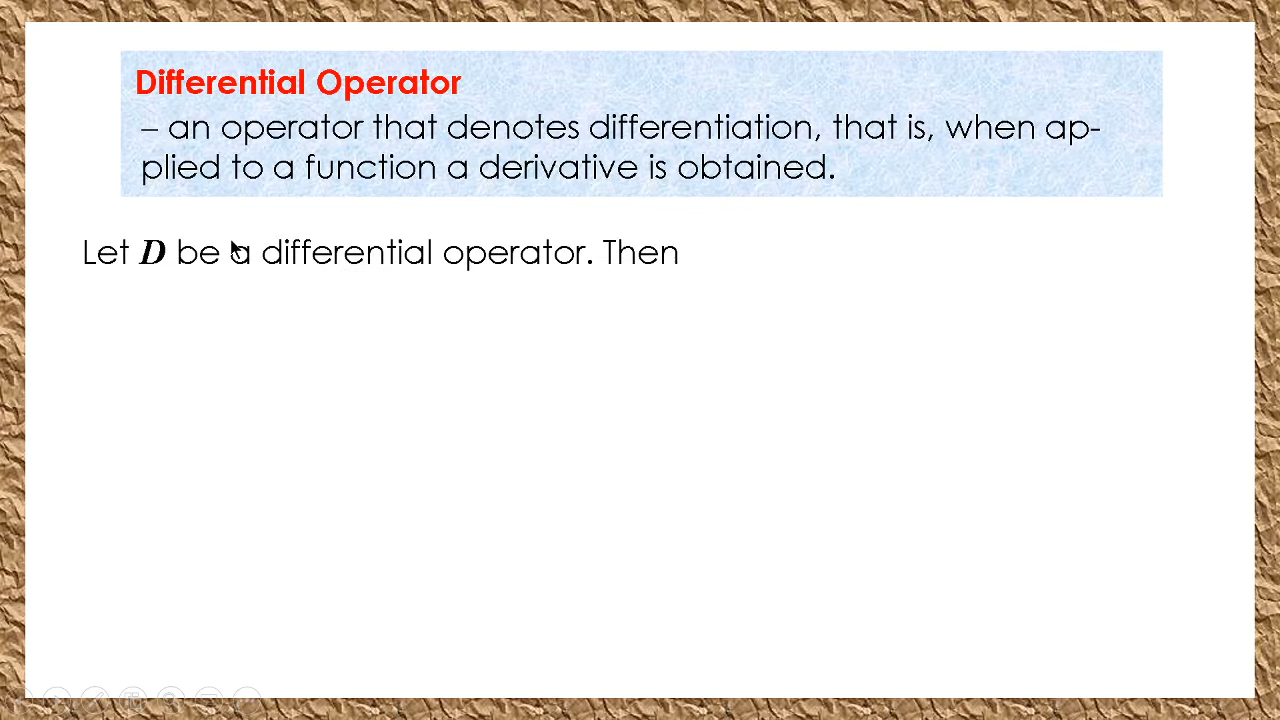 Differential Operator
– an operator that denotes differentiation, that is, when ap-
plied to a function a derivative is obtained.
Let D be a differential operator. Then